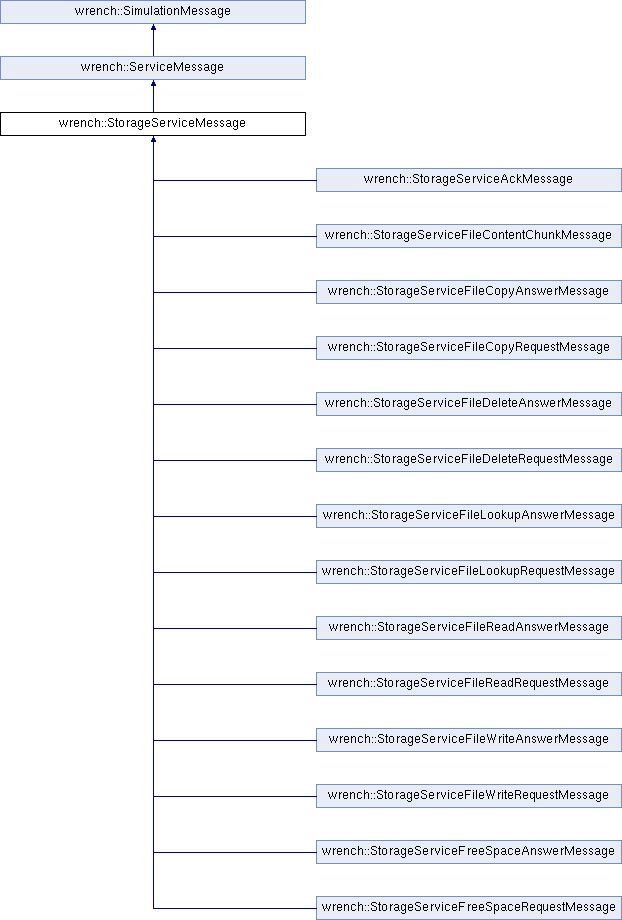 wrench::SimulationMessage
wrench::ServiceMessage
wrench::StorageServiceMessage
wrench::StorageServiceAckMessage
wrench::StorageServiceFileContentChunkMessage
wrench::StorageServiceFileCopyAnswerMessage
wrench::StorageServiceFileCopyRequestMessage
wrench::StorageServiceFileDeleteAnswerMessage
wrench::StorageServiceFileDeleteRequestMessage
wrench::StorageServiceFileLookupAnswerMessage
wrench::StorageServiceFileLookupRequestMessage
wrench::StorageServiceFileReadAnswerMessage
wrench::StorageServiceFileReadRequestMessage
wrench::StorageServiceFileWriteAnswerMessage
wrench::StorageServiceFileWriteRequestMessage
wrench::StorageServiceFreeSpaceAnswerMessage
wrench::StorageServiceFreeSpaceRequestMessage